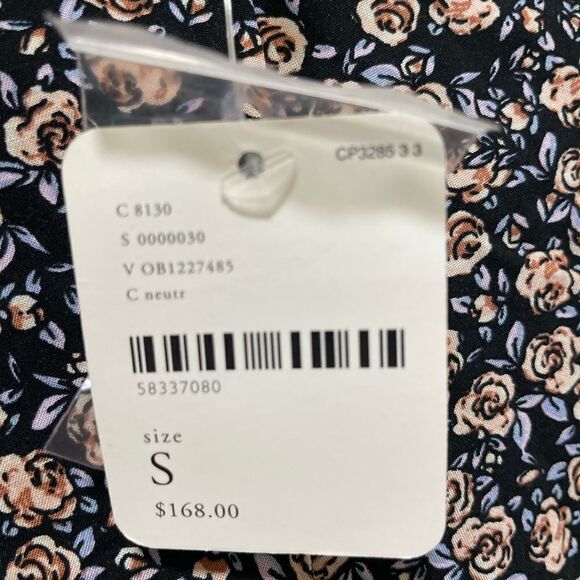 CP3285 3 3
C 8130
S 0000030
V OB1227485
C neutr
58337080
size
S
$168.00